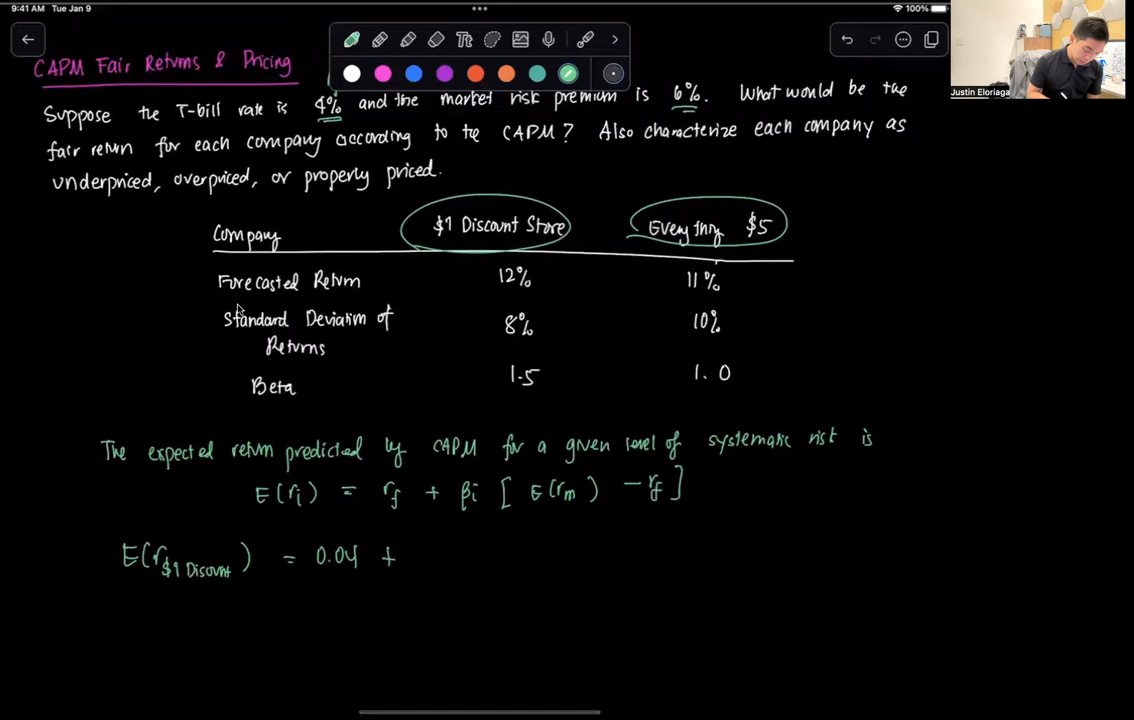 9:41 AM Tue Jan 9
100%
CAPM Fair Returns & Pricing
Suppose the T-bill rate is 4% and the market risk premium is 6%. What would be the
fair return for each company according to the CAPM? Also characterize each company as
underpriced, overpriced, or properly priced.
Company $1 Discount Store Everything $5
Forecasted Return 12% 11%
Standard Deviation of
Returns 8% 10%
Beta 1.5 1.0
The expected return predicted by CAPM for a given level of systematic risk is
E(ri) = rf + βi [ E(rm) - rf ]
E(r$1 Discount) = 0.04 +
Justin Eloriaga